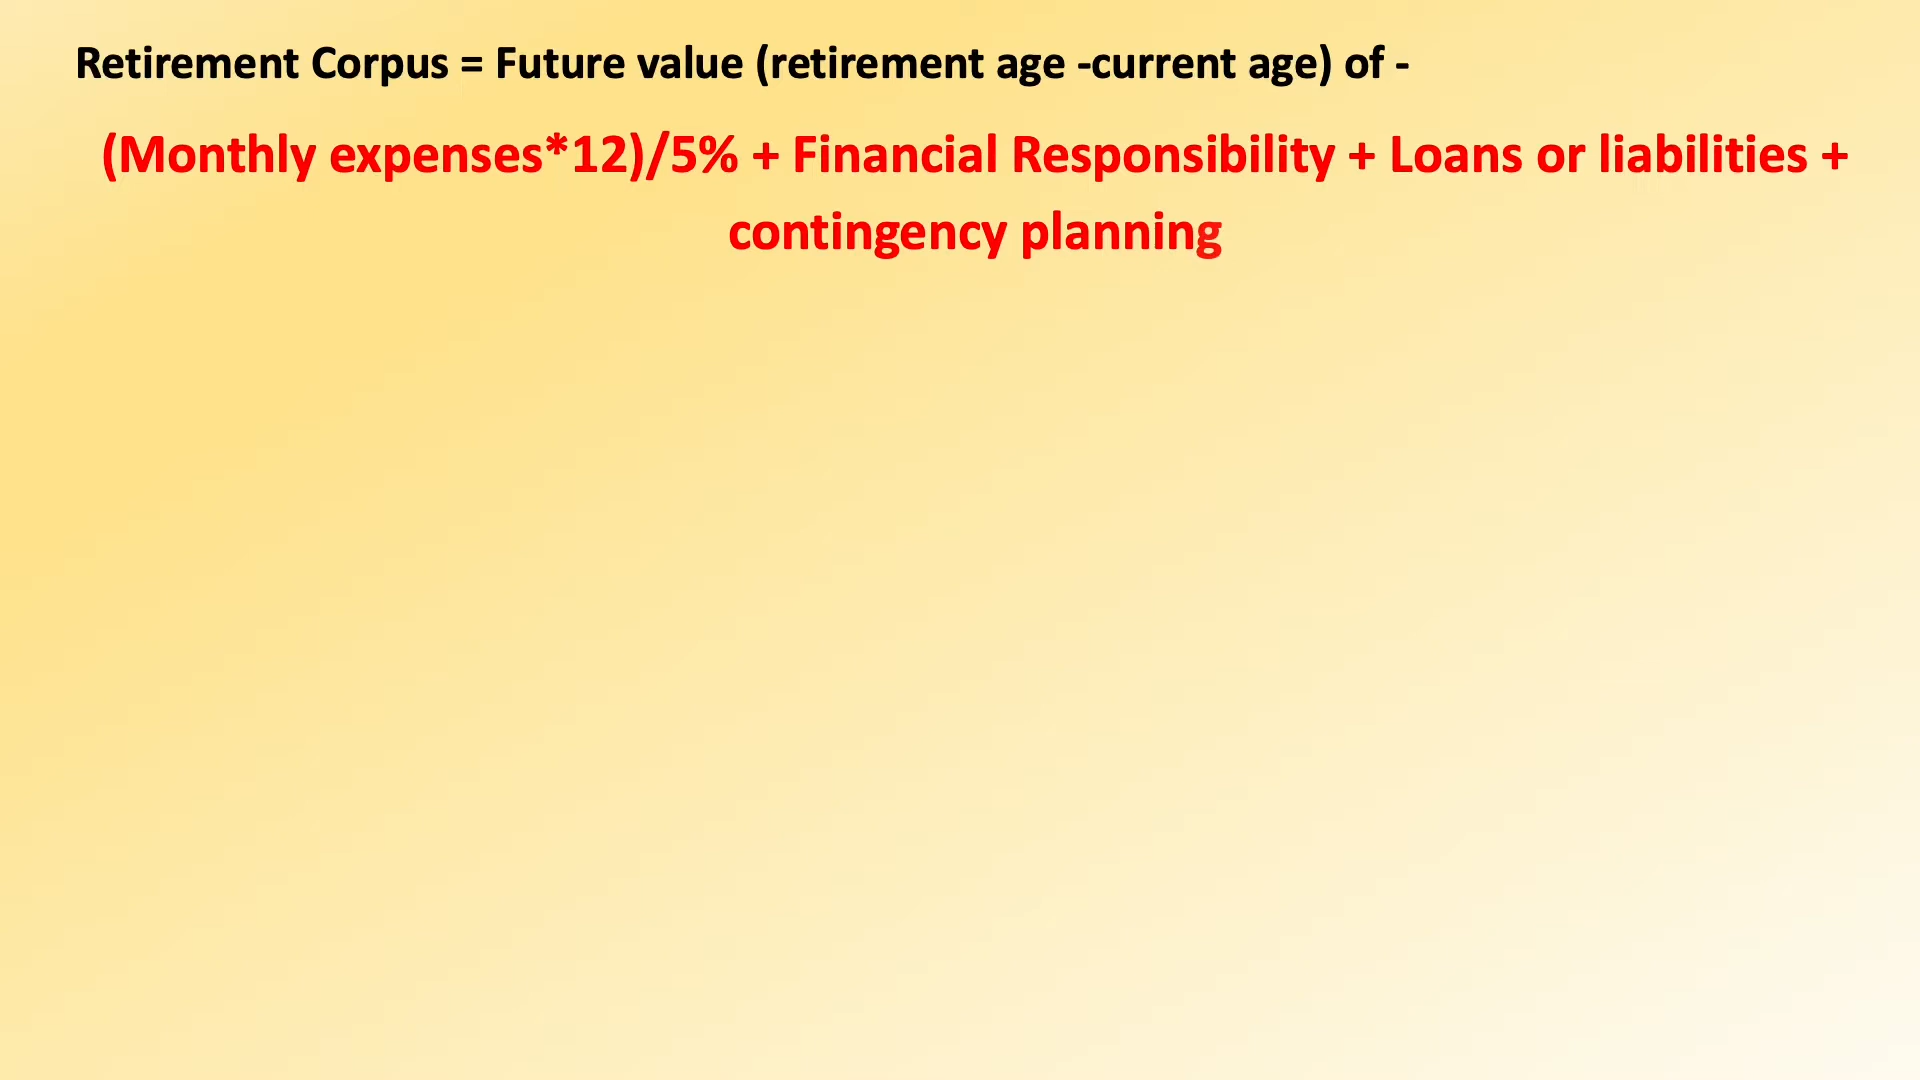 Retirement Corpus = Future value (retirement age -current age) of -
(Monthly expenses*12)/5% + Financial Responsibility + Loans or liabilities +
contingency planning